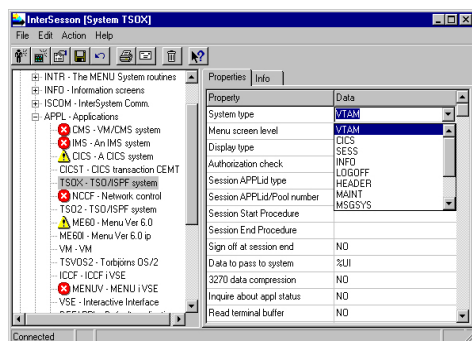 InterSesson [System TSOX]
File Edit Action Help
INTR - The MENU System routines
INFO - Information screens
ISCOM - InterSystem Comm.
APPL - Applications
CMS - VM/CMS system
IMS - An IMS system
CICS - A CICS system
CICST - CICS transaction CEMT
TSOX - TSO/ISPF system
NCCF - Network control
TSO2 - TSO/ISPF system
ME60 - Menu Ver 6.0
ME60I - Menu Ver 6.0 ip
VM - VM
TSVOS2 - Torbjörns OS/2
ICCF - ICCF i VSE
MENUV - MENU i VSE
VSE - Interactive Interface
Properties Info
Property Data
System type VTAM
Menu screen level
Display type
Authorization check
Session APPLid type
Session APPLid/Pool number
Session Start Procedure
Session End Procedure
VTAM
CICS
SESS
INFO
LOGOFF
HEADER
MAINT
MSGSYS
Sign off at session end NO
Data to pass to system %UI
3270 data compression NO
Inquire about appl status NO
Read terminal buffer NO
Connected